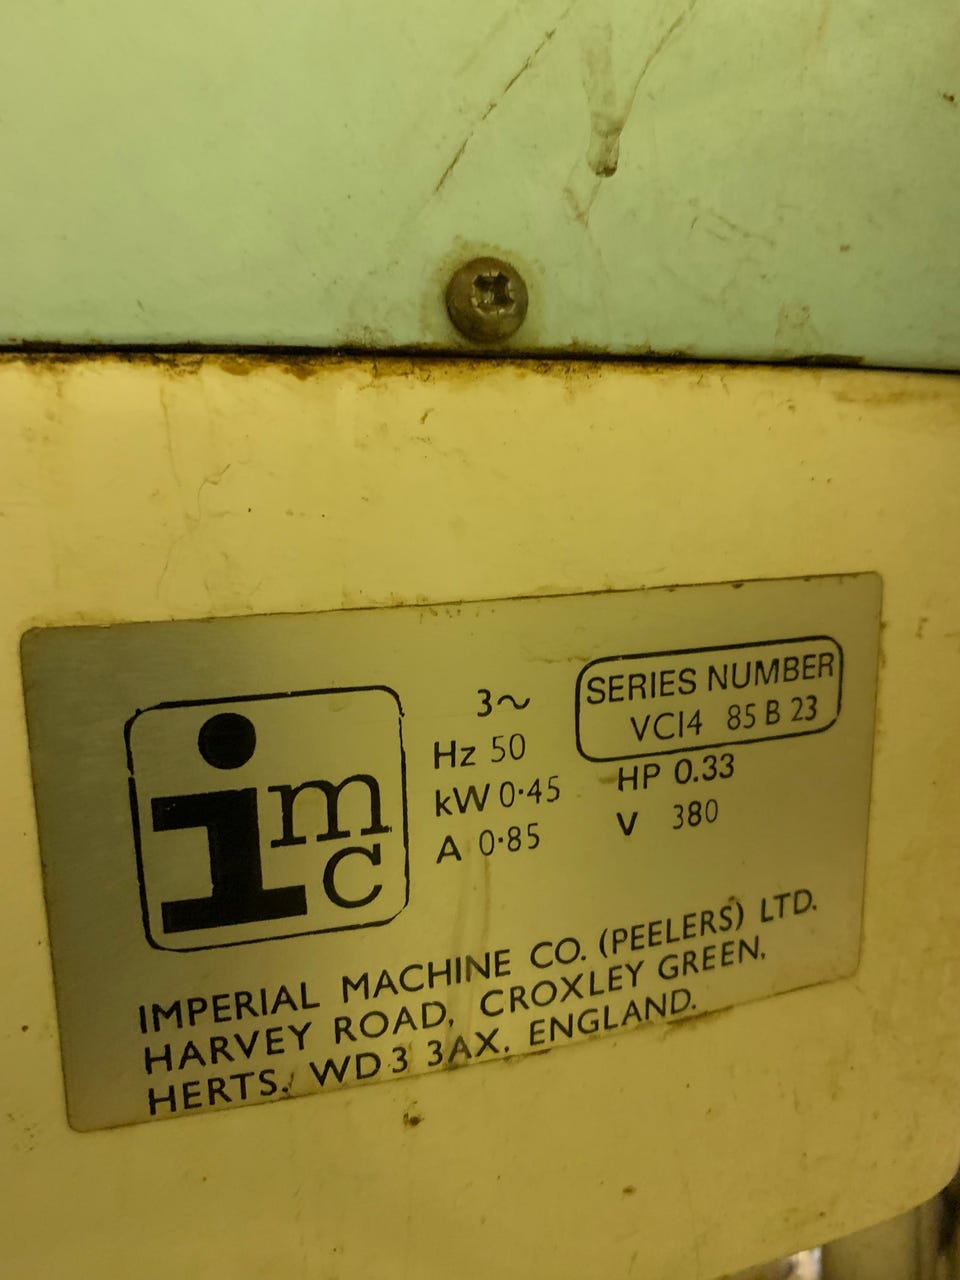 imc
3~
Hz 50
kW 0·45
A 0·85
SERIES NUMBER
VC14 85 B 23
HP 0.33
V 380
IMPERIAL MACHINE CO. (PEELERS) LTD.
HARVEY ROAD, CROXLEY GREEN,
HERTS. WD3 3AX. ENGLAND.